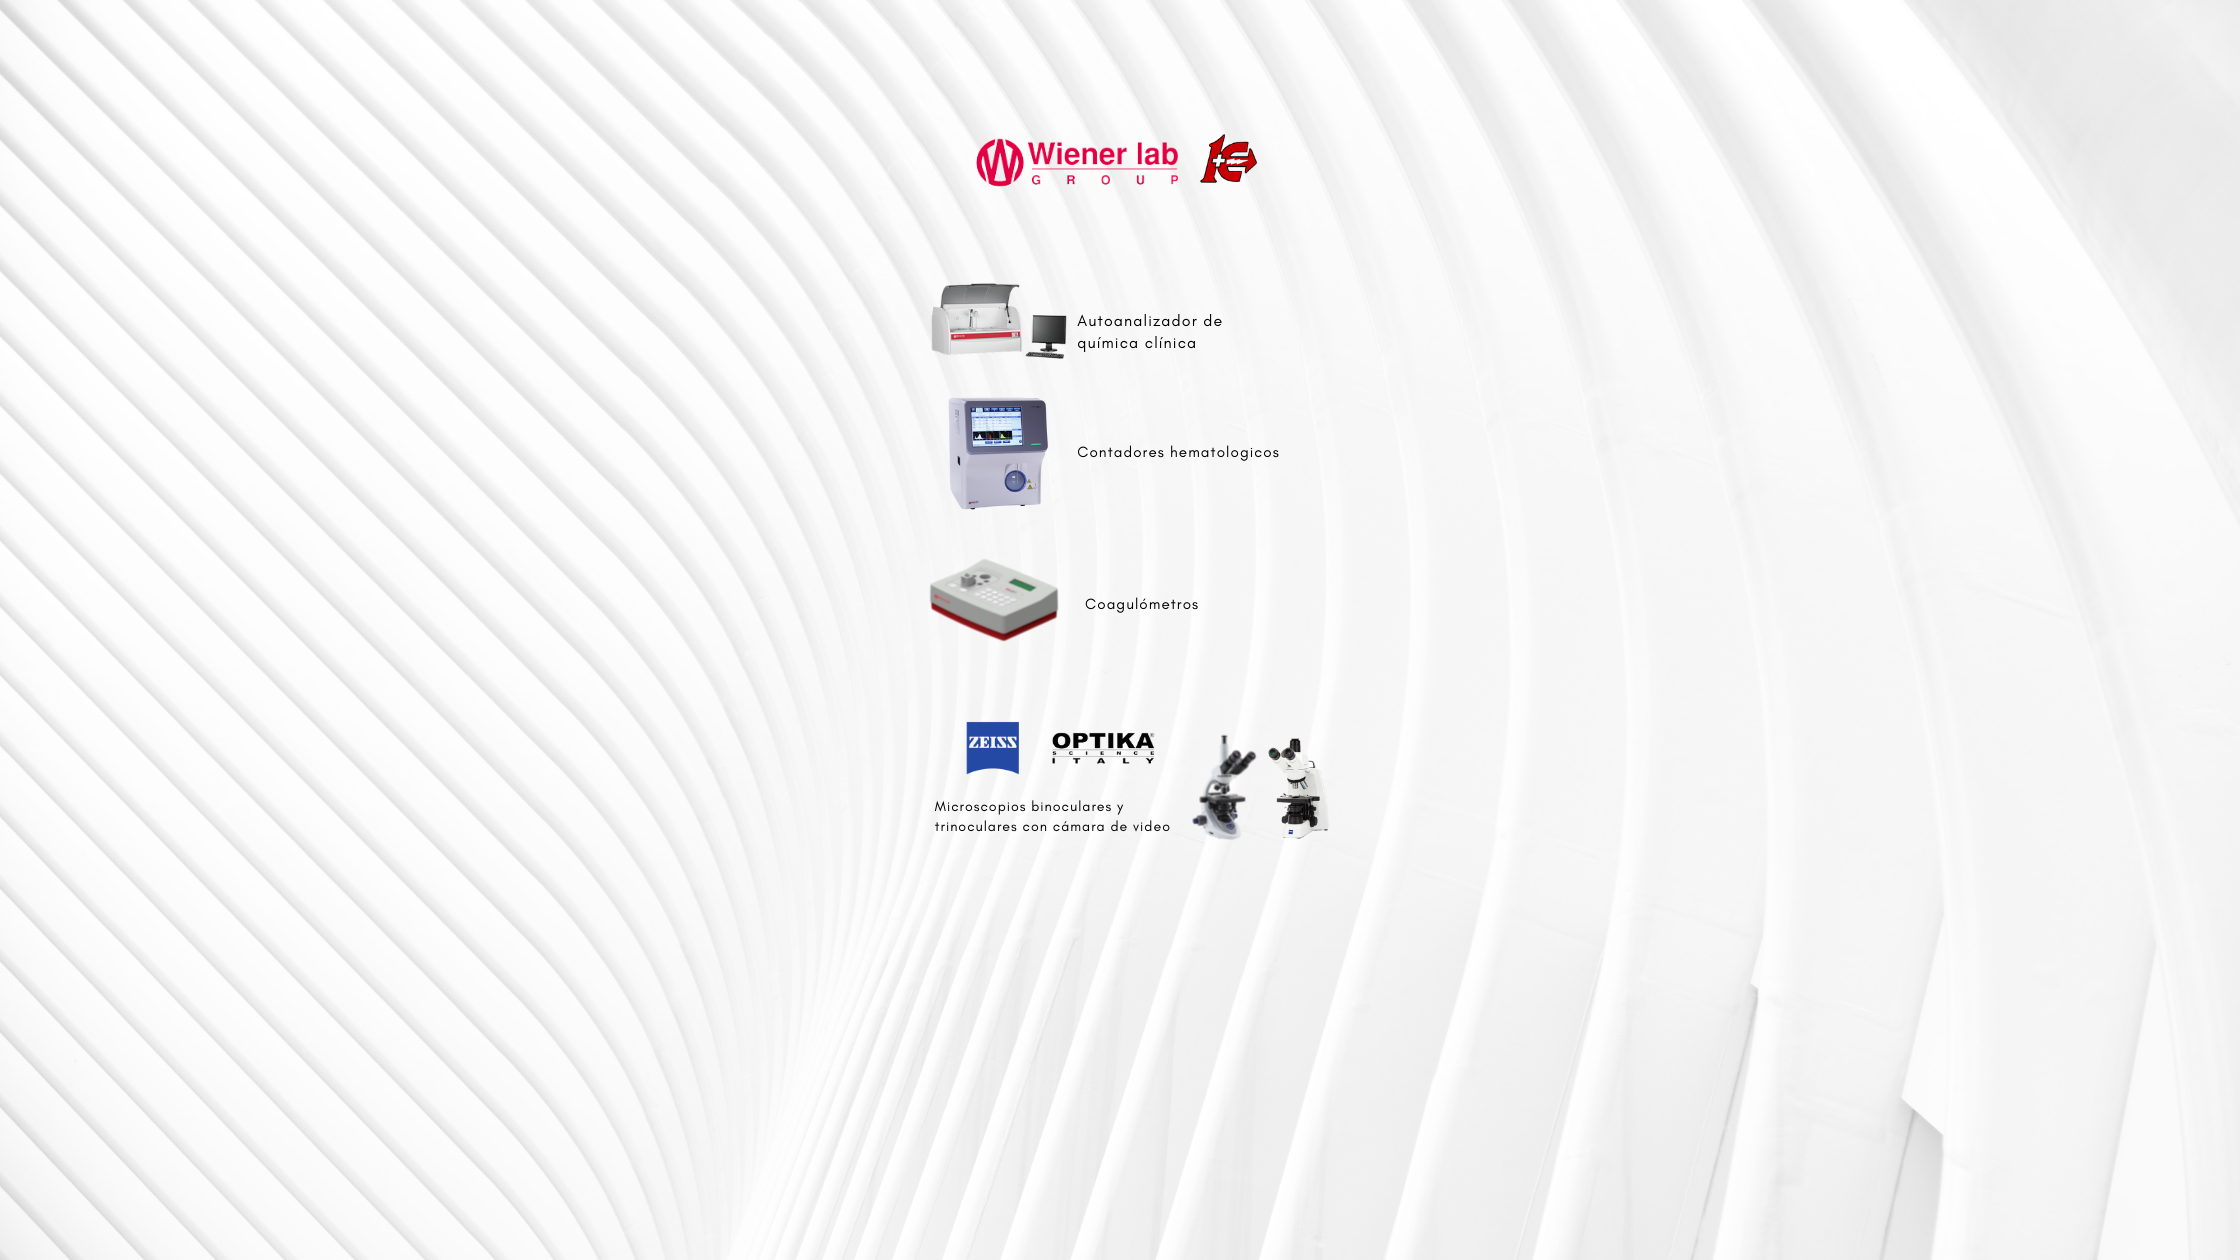 Wiener lab
GROUP
Autoanalizador de
química clínica
Contadores hematologicos
Coagulómetros
ZEISS
OPTIKA
SCIENCE
ITALY
Microscopios binoculares y
trinoculares con cámara de video